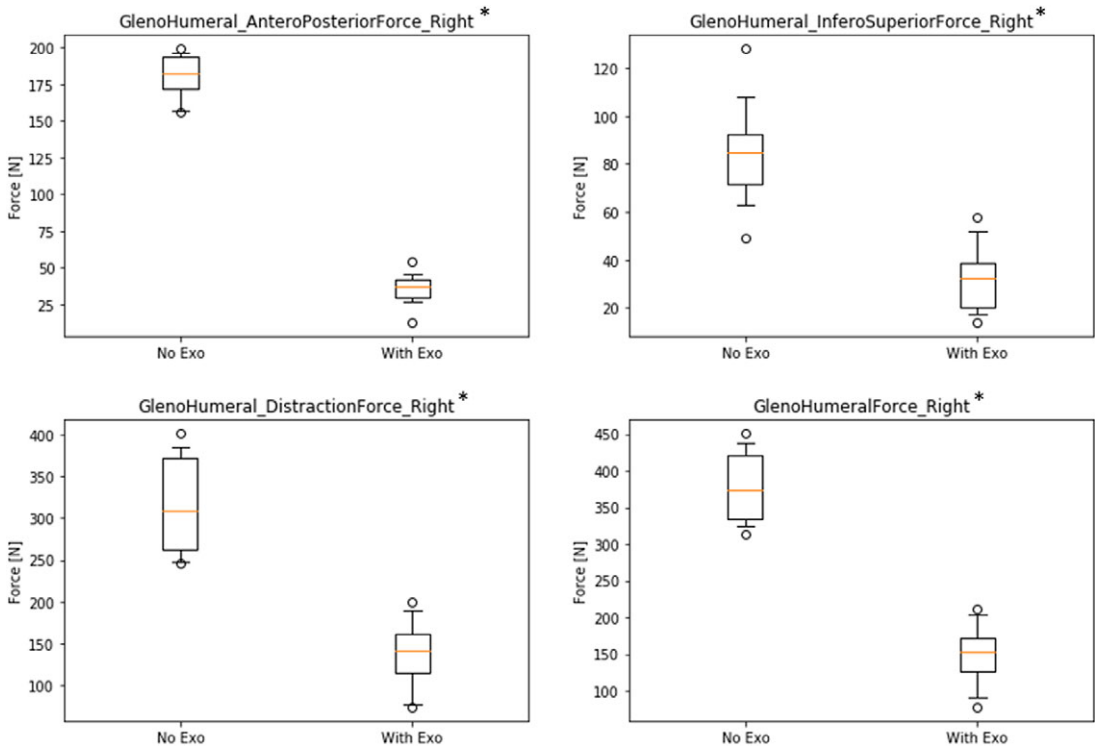 GlenoHumeral_AnteroPosteriorForce_Right *
Force [N]
200
175
150
125
100
75
50
25
No Exo With Exo
GlenoHumeral_InferoSuperiorForce_Right *
Force [N]
120
100
80
60
40
20
No Exo With Exo
GlenoHumeral_DistractionForce_Right *
Force [N]
400
350
300
250
200
150
100
No Exo With Exo
GlenoHumeralForce_Right *
Force [N]
450
400
350
300
250
200
150
100
No Exo With Exo